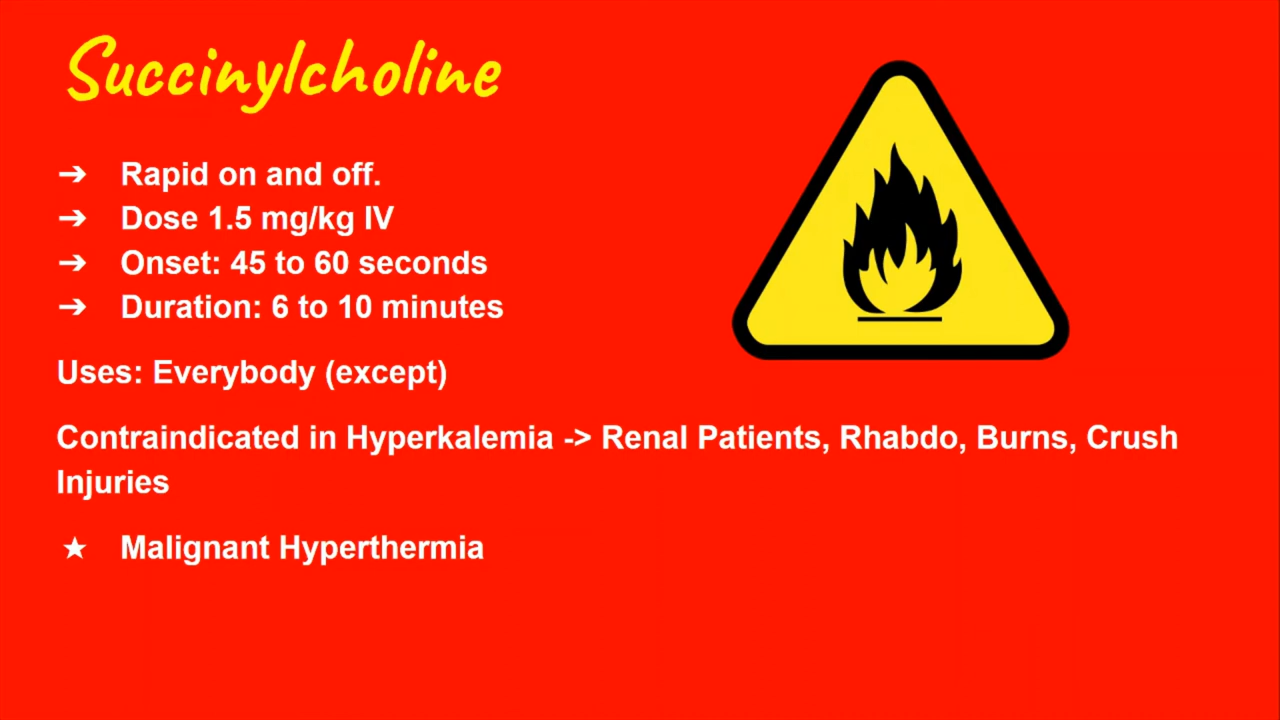 Succinylcholine
➔ Rapid on and off.
➔ Dose 1.5 mg/kg IV
➔ Onset: 45 to 60 seconds
➔ Duration: 6 to 10 minutes
Uses: Everybody (except)
Contraindicated in Hyperkalemia -> Renal Patients, Rhabdo, Burns, Crush
Injuries
★ Malignant Hyperthermia